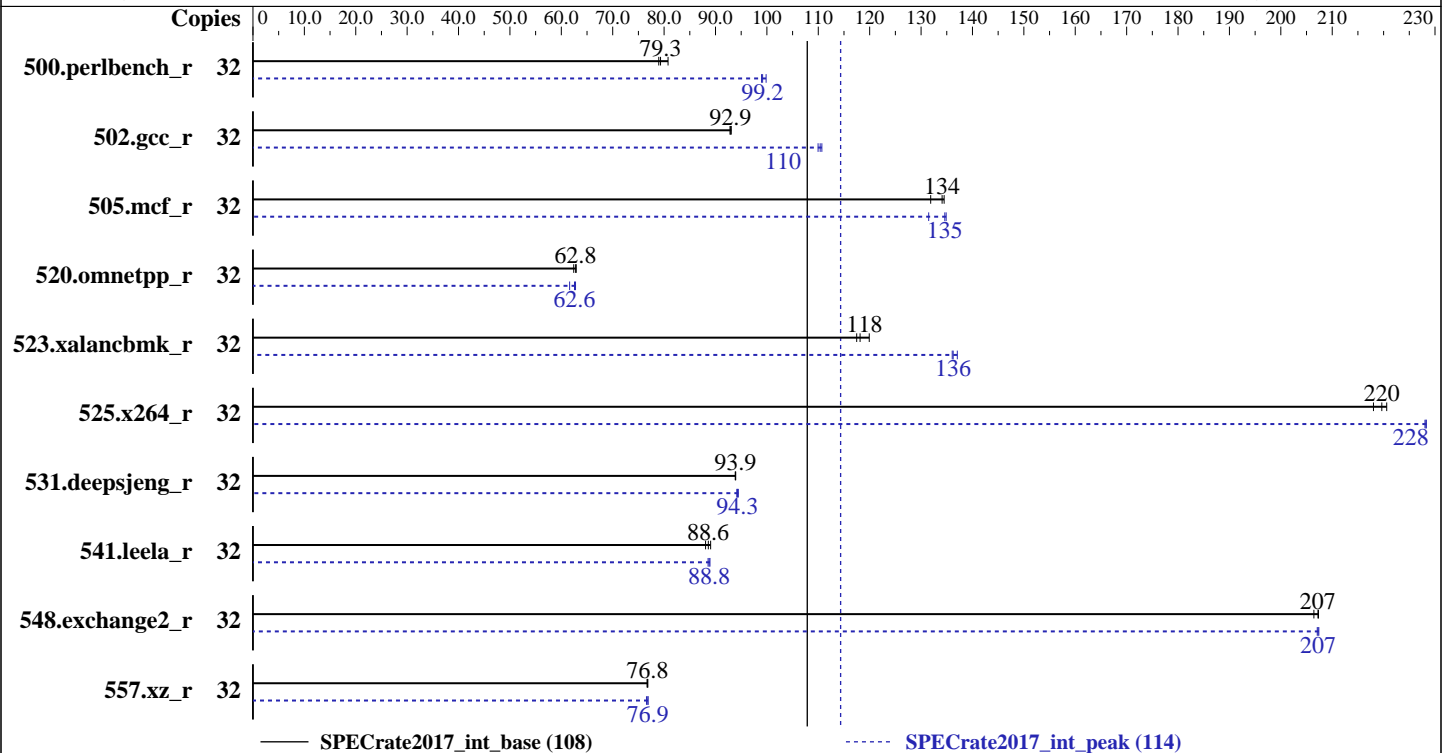 Copies 0 10.0 20.0 30.0 40.0 50.0 60.0 70.0 80.0 90.0 100 110 120 130 140 150 160 170 180 190 200 210 230
79.3
500.perlbench_r 32
99.2
92.9
502.gcc_r 32
110
134
505.mcf_r 32
135
62.8
520.omnetpp_r 32
62.6
118
523.xalancbmk_r 32
136
220
525.x264_r 32
228
93.9
531.deepsjeng_r 32
94.3
88.6
541.leela_r 32
88.8
207
548.exchange2_r 32
207
76.8
557.xz_r 32
76.9
SPECrate2017_int_base (108) SPECrate2017_int_peak (114)